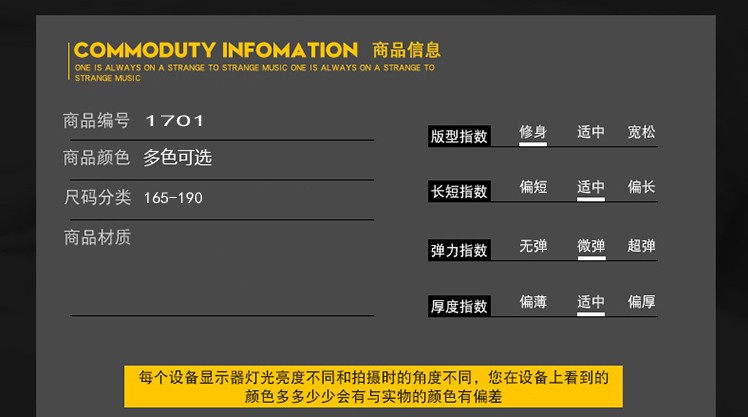 COMMODUTY INFOMATION 商品信息
ONE IS ALWAYS ON A STRANGE TO STRANGE MUSIC ONE IS ALWAYS ON A STRANGE TO
STRANGE MUSIC
商品编号 1701
商品颜色 多色可选
尺码分类 165-190
商品材质
版型指数 修身 适中 宽松
长短指数 偏短 适中 偏长
弹力指数 无弹 微弹 超弹
厚度指数 偏薄 适中 偏厚
每个设备显示器灯光亮度不同和拍摄时的角度不同，您在设备上看到的
颜色多多少少会有与实物的颜色有偏差